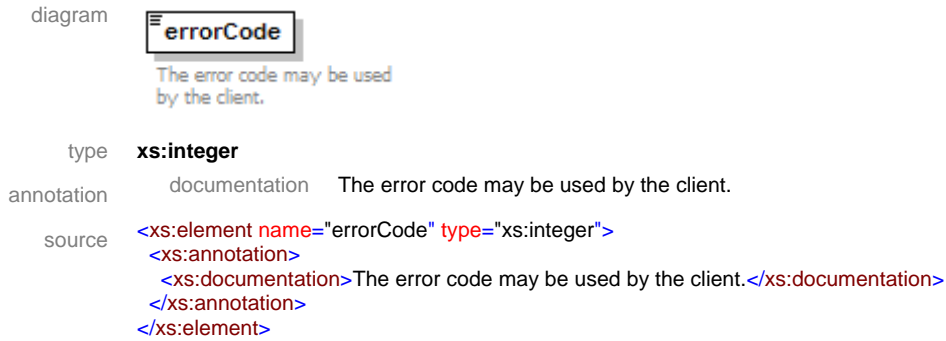 diagram
errorCode
The error code may be used
by the client.
type xs:integer
annotation documentation The error code may be used by the client.
source <xs:element name="errorCode" type="xs:integer">
<xs:annotation>
<xs:documentation>The error code may be used by the client.</xs:documentation>
</xs:annotation>
</xs:element>